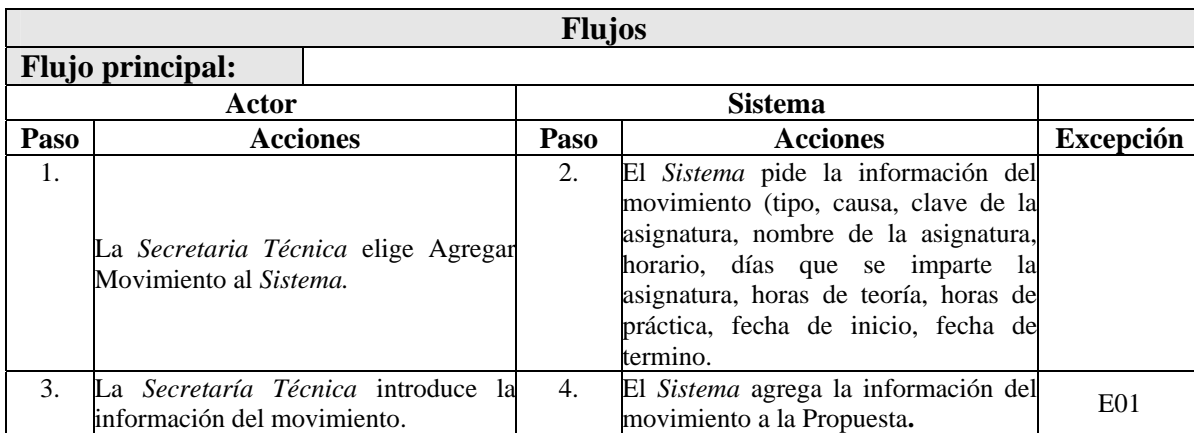 Flujos
Flujo principal:
Actor Sistema
Paso Acciones Paso Acciones Excepción
1. La Secretaria Técnica elige Agregar
Movimiento al Sistema.
2. El Sistema pide la información del
movimiento (tipo, causa, clave de la
asignatura, nombre de la asignatura,
horario, días que se imparte la
asignatura, horas de teoría, horas de
práctica, fecha de inicio, fecha de
termino.
3. La Secretaría Técnica introduce la
información del movimiento.
4. El Sistema agrega la información del
movimiento a la Propuesta.
E01